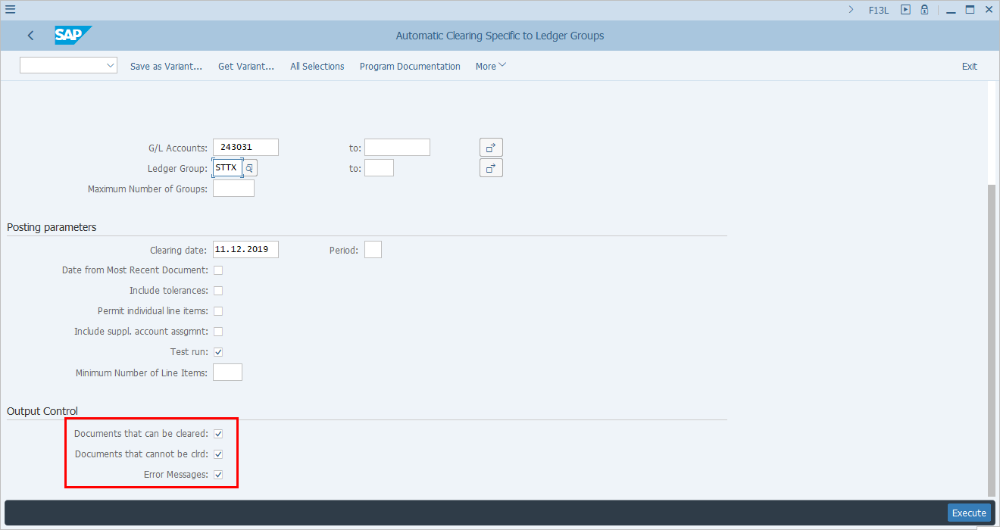 F13L
SAP
Automatic Clearing Specific to Ledger Groups
Save as Variant... Get Variant... All Selections Program Documentation More Exit
G/L Accounts: 243031 to:
Ledger Group: STTX to:
Maximum Number of Groups:
Posting parameters
Clearing date: 11.12.2019 Period:
Date from Most Recent Document:
Include tolerances:
Permit individual line items:
Include suppl. account assgmnt:
Test run:
Minimum Number of Line Items:
Output Control
Documents that can be cleared:
Documents that cannot be clrd:
Error Messages:
Execute